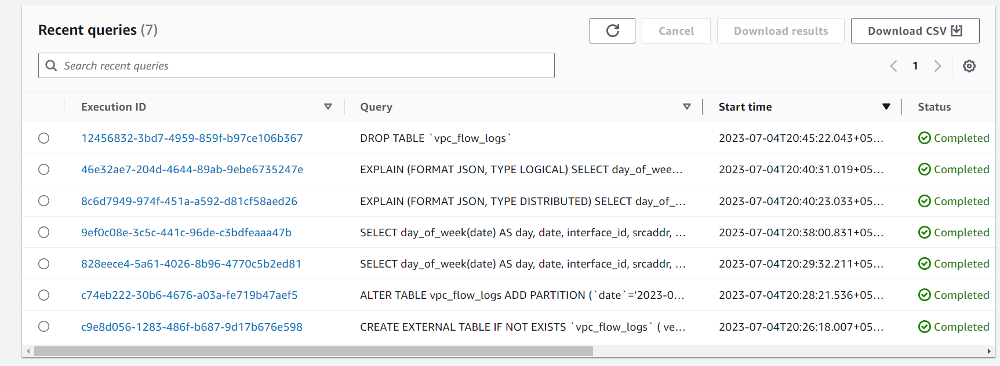 Recent queries (7)
Cancel
Download results
Download CSV
Search recent queries
1
Execution ID Query Start time Status
12456832-3bd7-4959-859f-b97ce106b367 DROP TABLE `vpc_flow_logs` 2023-07-04T20:45:22.043+05... Completed
46e32ae7-204d-4644-89ab-9ebe6735247e EXPLAIN (FORMAT JSON, TYPE LOGICAL) SELECT day_of_wee... 2023-07-04T20:40:31.019+05... Completed
8c6d7949-974f-451a-a592-d81cf58aed26 EXPLAIN (FORMAT JSON, TYPE DISTRIBUTED) SELECT day_of_... 2023-07-04T20:40:23.033+05... Completed
9ef0c08e-3c5c-441c-96de-c3bdfeaaa47b SELECT day_of_week(date) AS day, date, interface_id, srcaddr, ... 2023-07-04T20:38:00.831+05... Completed
828eece4-5a61-4026-8b96-4770c5b2ed81 SELECT day_of_week(date) AS day, date, interface_id, srcaddr, ... 2023-07-04T20:29:32.211+05... Completed
c74eb222-30b6-4676-a03a-fe719b47aef5 ALTER TABLE vpc_flow_logs ADD PARTITION (`date`='2023-0... 2023-07-04T20:28:21.536+05... Completed
c9e8d056-1283-486f-b687-9d17b676e598 CREATE EXTERNAL TABLE IF NOT EXISTS `vpc_flow_logs` ( ve... 2023-07-04T20:26:18.007+05... Completed